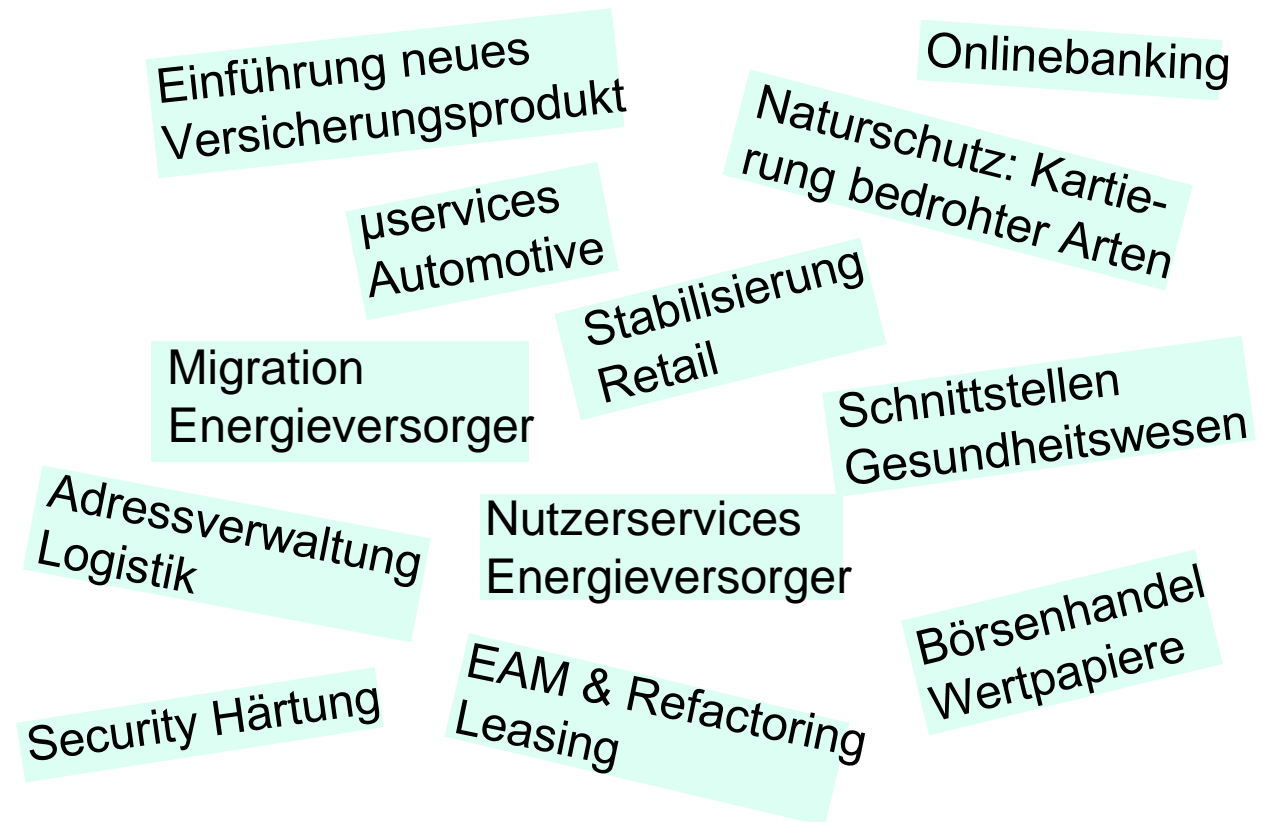 Einführung neues
Versicherungsprodukt
Onlinebanking
Naturschutz: Kartie-
rung bedrohter Arten
µservices
Automotive
Stabilisierung
Retail
Migration
Energieversorger
Schnittstellen
Gesundheitswesen
Adressverwaltung
Logistik
Nutzerservices
Energieversorger
Börsenhandel
Wertpapiere
EAM & Refactoring
Leasing
Security Härtung